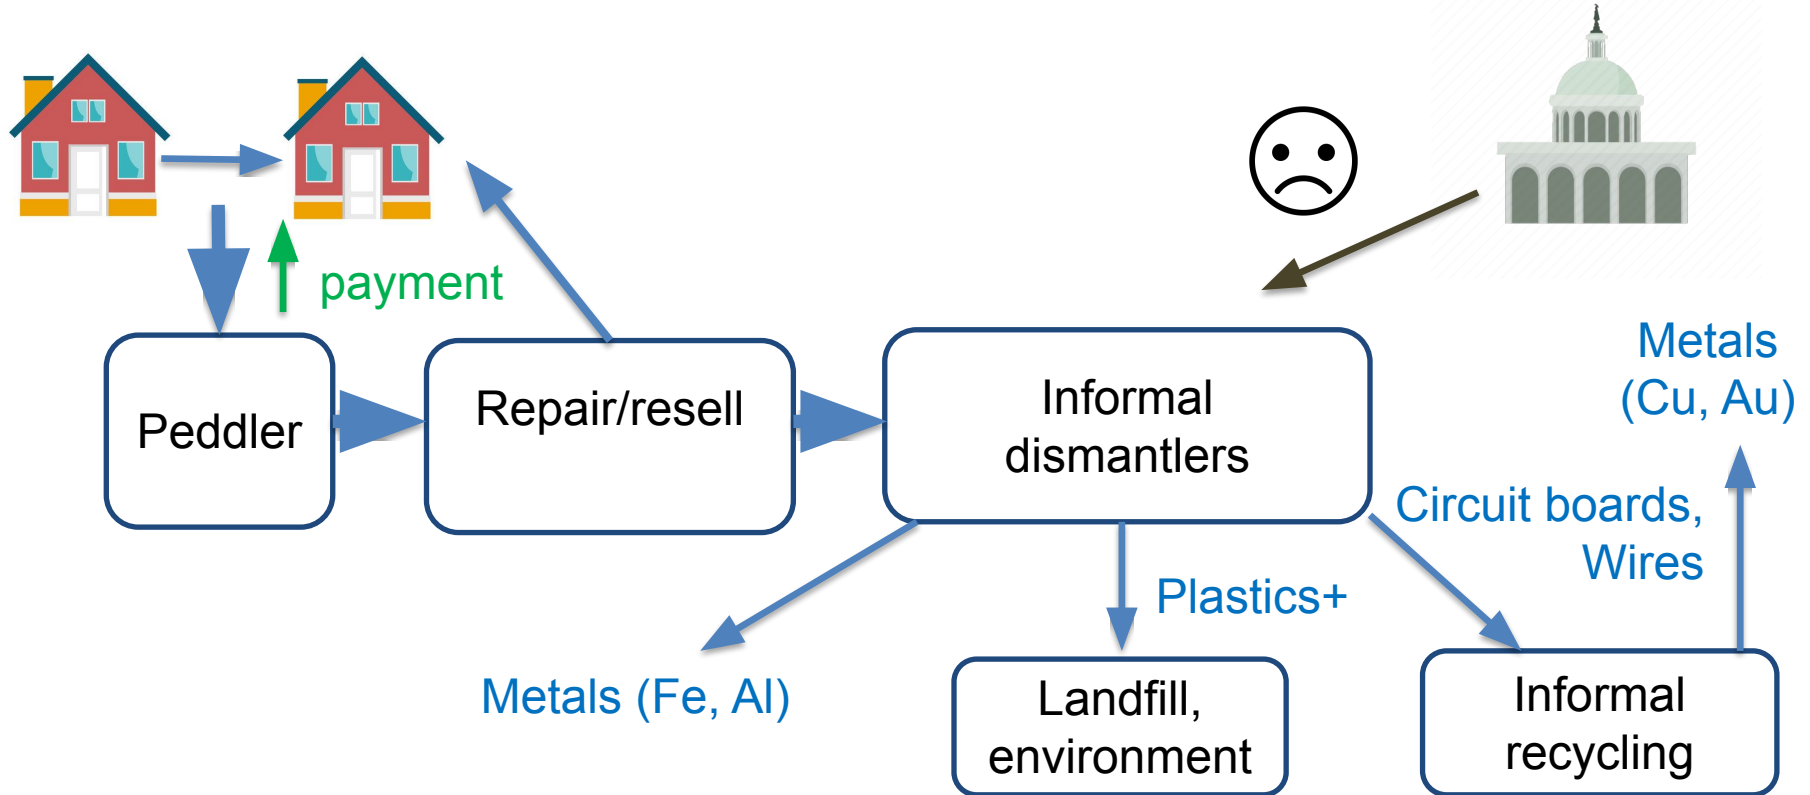 payment
Peddler
Repair/resell
Informal
dismantlers
Metals
(Cu, Au)
Circuit boards,
Wires
Plastics+
Metals (Fe, Al)
Landfill,
environment
Informal
recycling